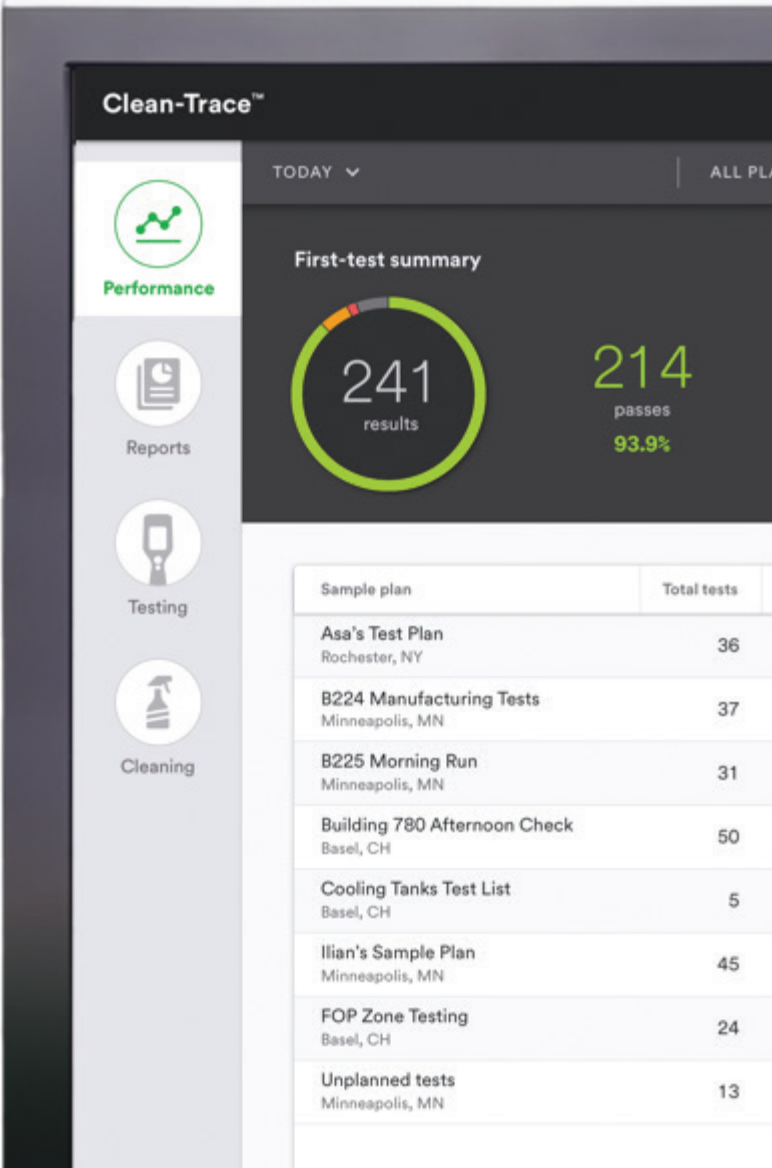 Clean-Trace™
TODAY
ALL PLA
Performance
First-test summary
241
results
214
passes
93.9%
Reports
Testing
Cleaning
Sample plan Total tests
Asa's Test Plan
Rochester, NY
36
B224 Manufacturing Tests
Minneapolis, MN
37
B225 Morning Run
Minneapolis, MN
31
Building 780 Afternoon Check
Basel, CH
50
Cooling Tanks Test List
Basel, CH
5
Ilian's Sample Plan
Minneapolis, MN
45
FOP Zone Testing
Basel, CH
24
Unplanned tests
Minneapolis, MN
13